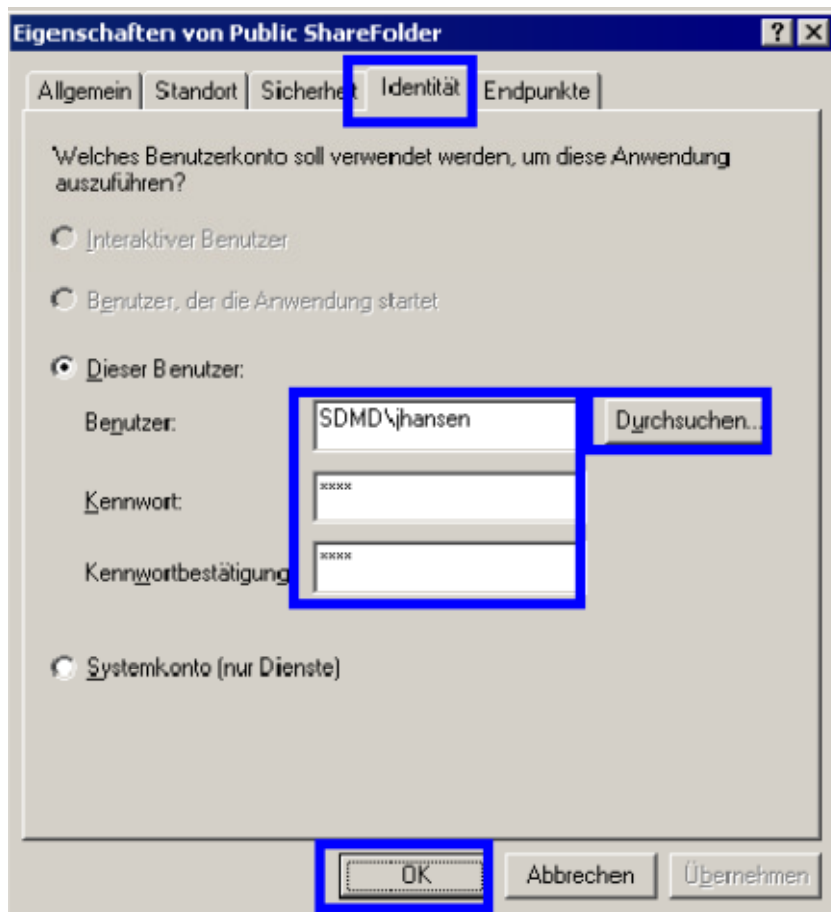 Eigenschaften von Public ShareFolder
Allgemein Standort Sicherheit Identität Endpunkte
Welches Benutzerkonto soll verwendet werden, um diese Anwendung
auszuführen?
Interaktiver Benutzer
Benutzer, der die Anwendung startet
Dieser Benutzer:
Benutzer: SDMD\jhansen Durchsuchen...
Kennwort: ****
Kennwortbestätigung ****
Systemkonto (nur Dienste)
OK Abbrechen Übernehmen